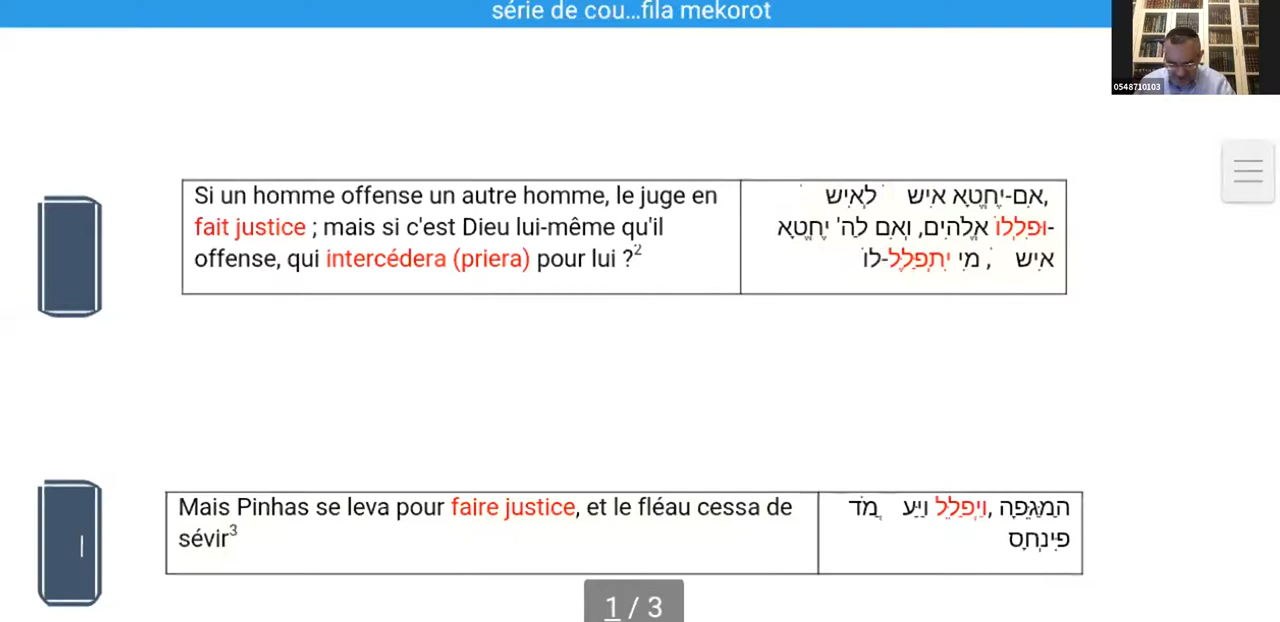 série de cou...fila mekorot
0548710103
Si un homme offense un autre homme, le juge en
fait justice ; mais si c'est Dieu lui-même qu'il
offense, qui intercédera (priera) pour lui ?2
אִם-יֶחֱטָא אִישׁ לְאִישׁ,
וּפִלְלוֹ אֱלֹהִים, וְאִם לַה' יֶחֱטָא-
אִישׁ, מִי יִתְפַּלֶּל-לוֹ
Mais Pinhas se leva pour faire justice, et le fléau cessa de
sévir3
הַמַּגֵּפָה, וַיְפַלֵּל וַיַּעֲמֹד
פִּינְחָס
1 / 3